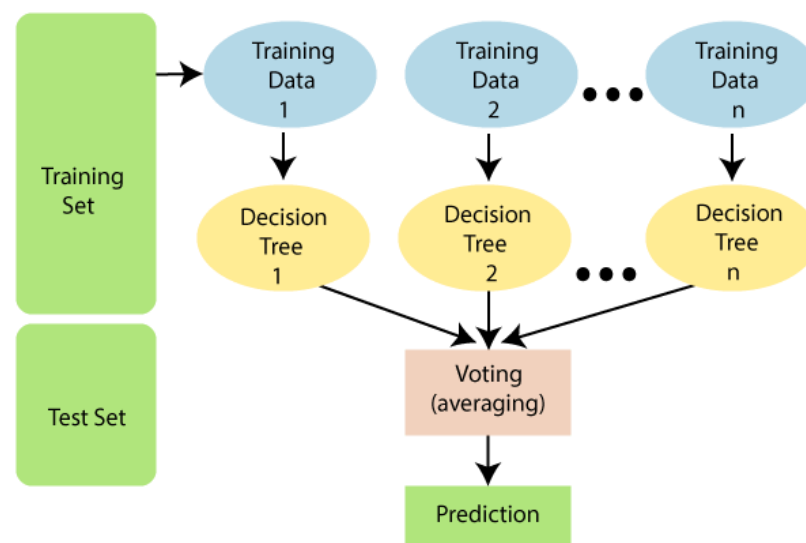 Training
Set
Test Set
Training
Data
1
Training
Data
2
Training
Data
n
Decision
Tree
1
Decision
Tree
2
Decision
Tree
n
Voting
(averaging)
Prediction